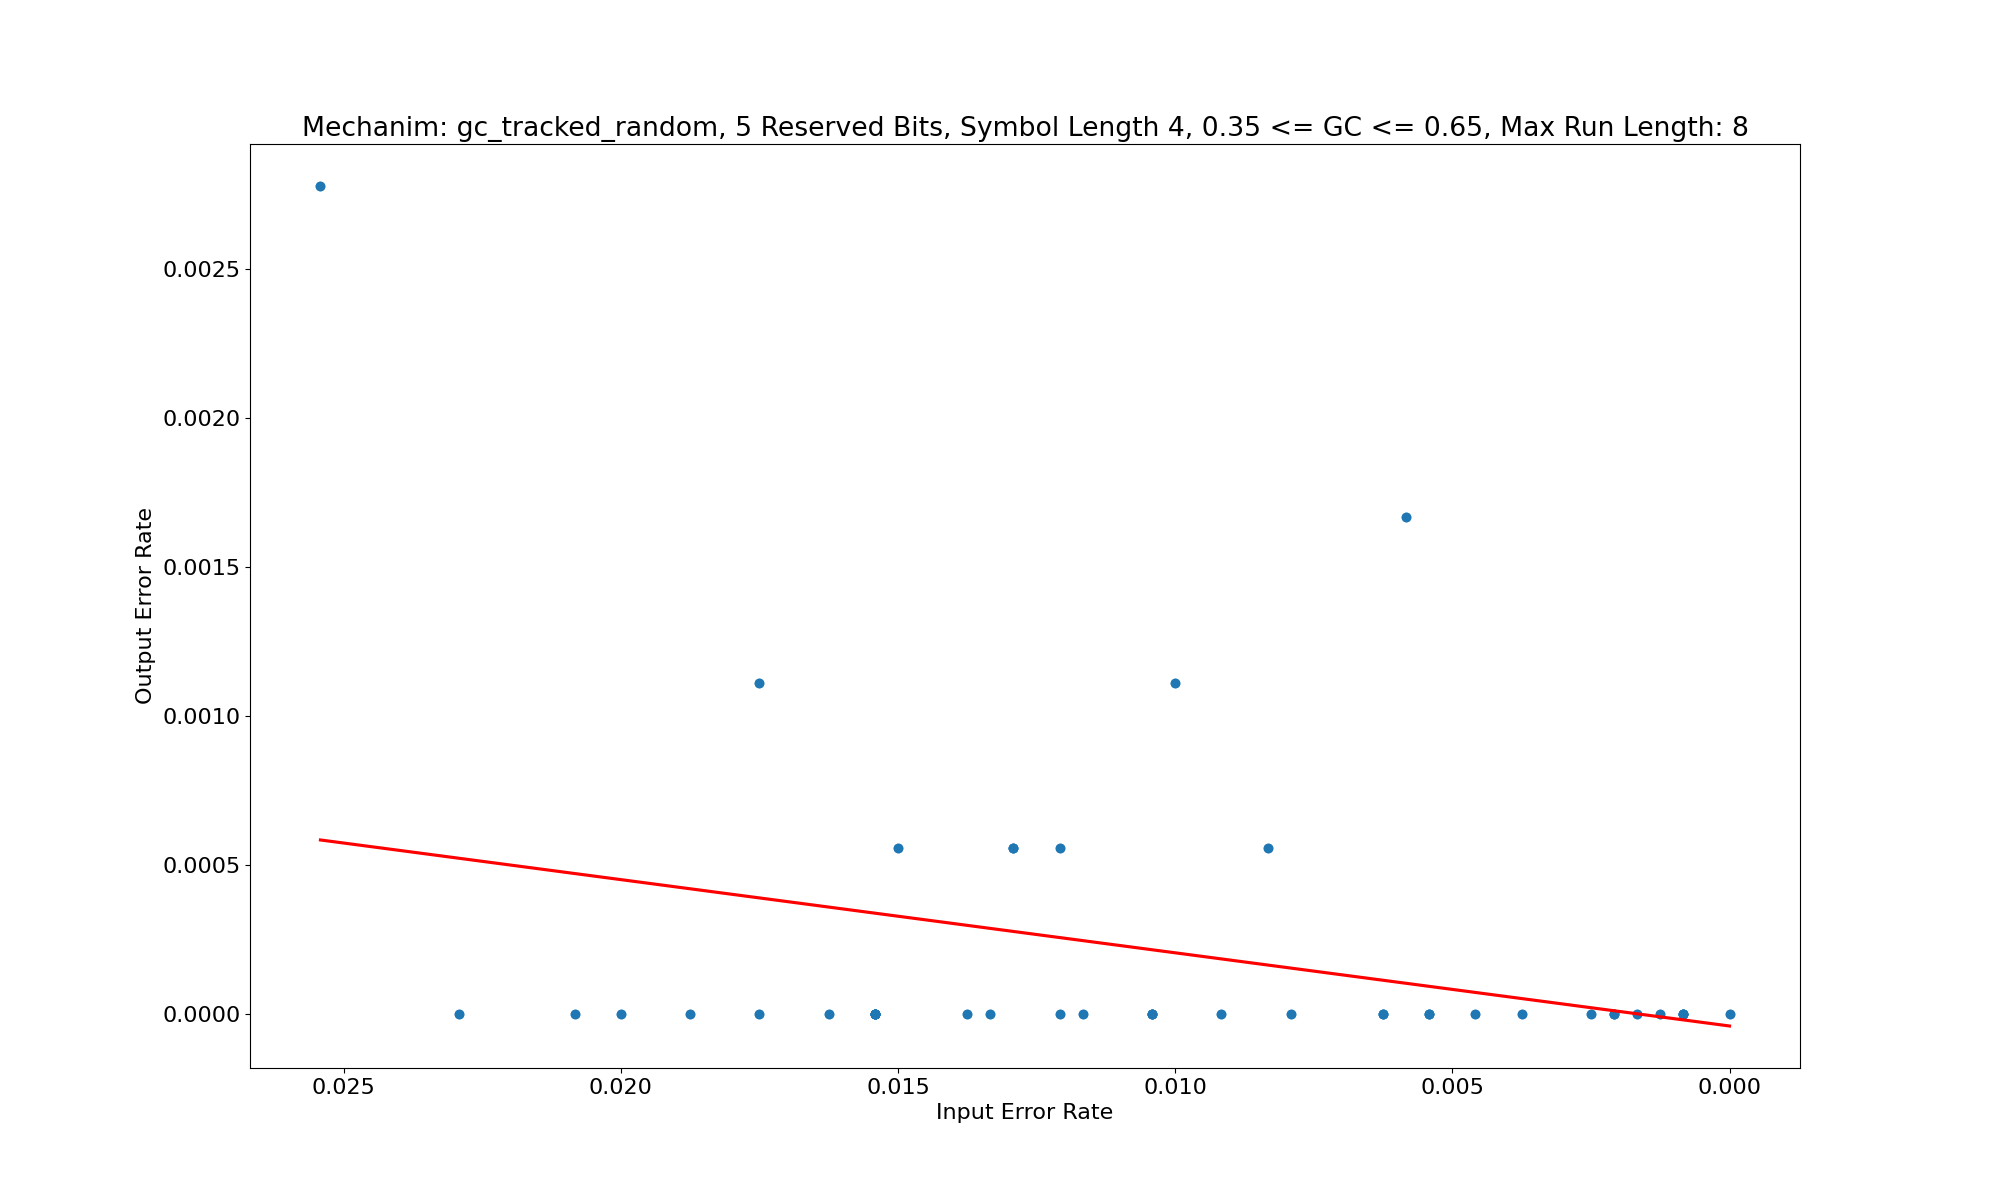 Mechanim: gc_tracked_random, 5 Reserved Bits, Symbol Length 4, 0.35 <= GC <= 0.65, Max Run Length: 8
0.0025
0.0020
0.0015
0.0010
0.0005
0.0000
Output Error Rate
0.025 0.020 0.015 0.010 0.005 0.000
Input Error Rate